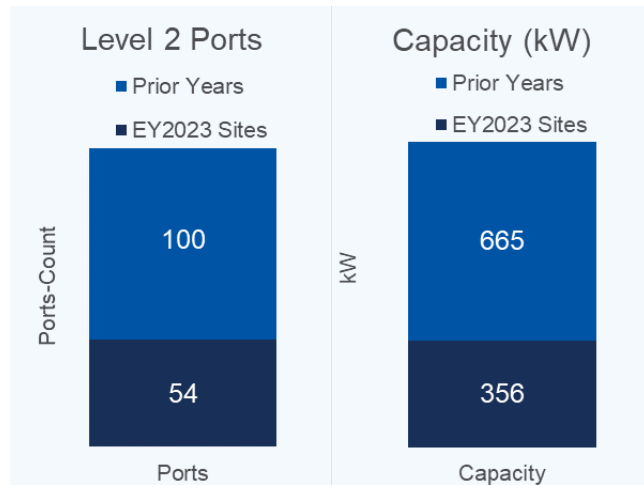 Level 2 Ports
Prior Years
EY2023 Sites
Ports-Count
100
54
Ports
Capacity (kW)
Prior Years
EY2023 Sites
kW
665
356
Capacity